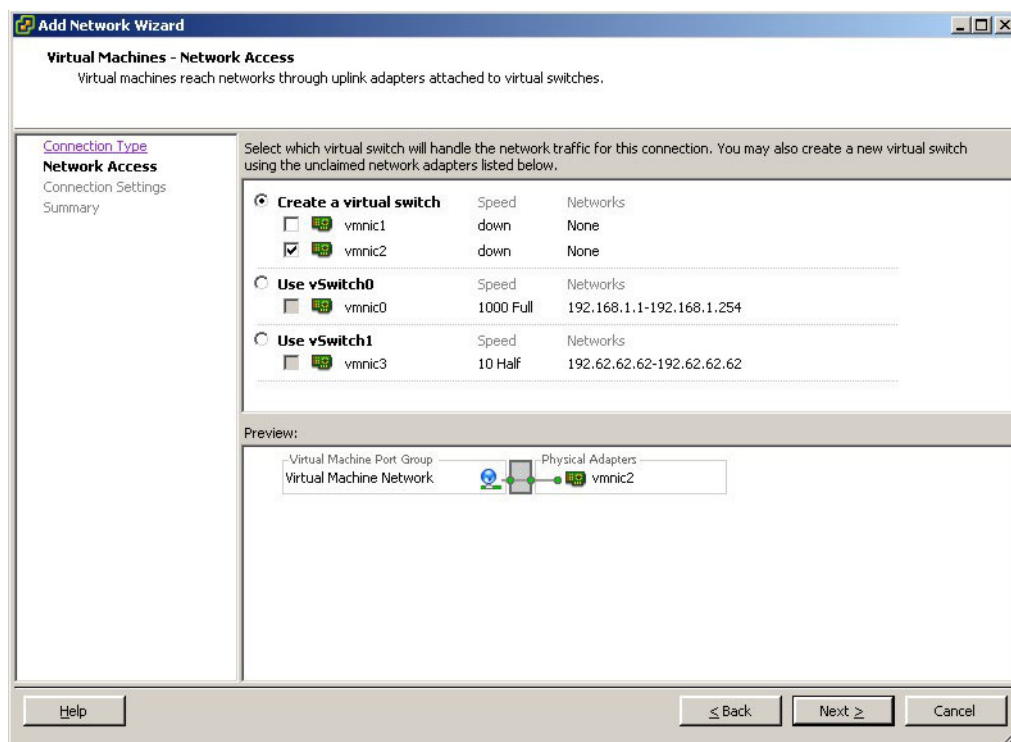 Add Network Wizard
Virtual Machines - Network Access
Virtual machines reach networks through uplink adapters attached to virtual switches.
Connection Type
Network Access
Connection Settings
Summary
Select which virtual switch will handle the network traffic for this connection. You may also create a new virtual switch
using the unclaimed network adapters listed below.
Create a virtual switch Speed Networks
vmnic1 down None
vmnic2 down None
Use vSwitch0 Speed Networks
vmnic0 1000 Full 192.168.1.1-192.168.1.254
Use vSwitch1 Speed Networks
vmnic3 10 Half 192.62.62.62-192.62.62.62
Preview:
Virtual Machine Port Group Physical Adapters
Virtual Machine Network vmnic2
Help < Back Next > Cancel